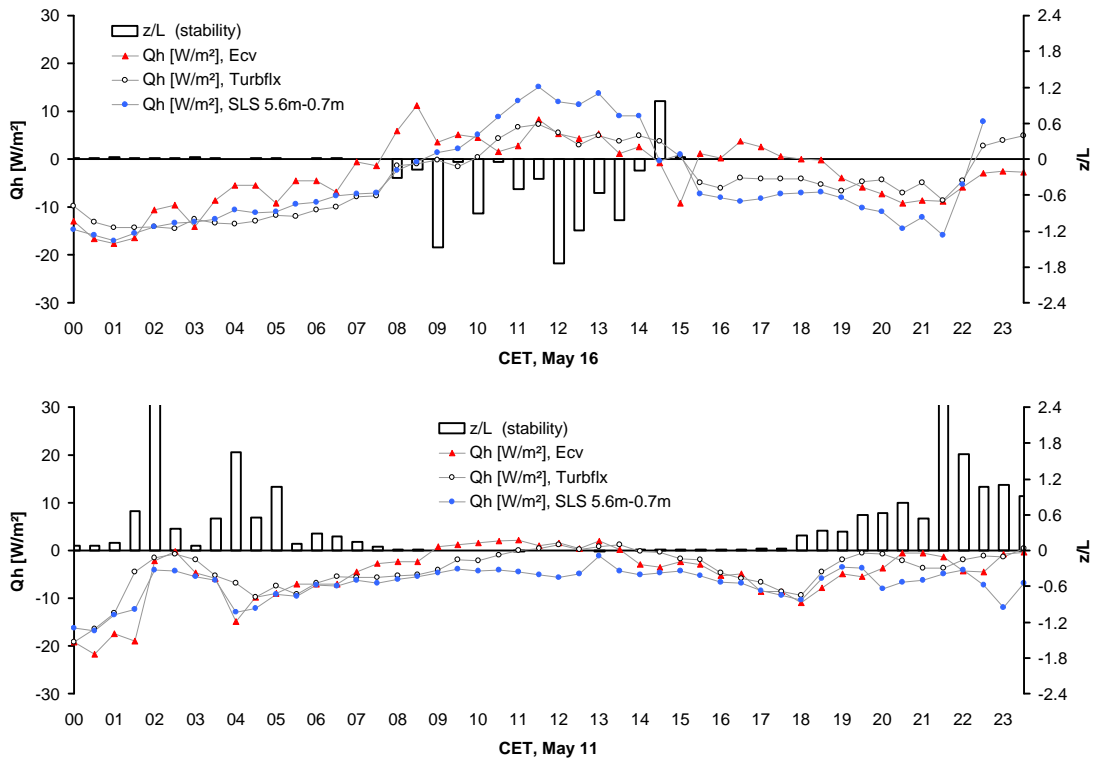 30
20
10
0
-10
-20
-30
Qh [W/m²]
z/L (stability)
Qh [W/m²], Ecv
Qh [W/m²], Turbflx
Qh [W/m²], SLS 5.6m-0.7m
2.4
1.8
1.2
0.6
0
-0.6
-1.2
-1.8
-2.4
z/L
00 01 02 03 04 05 06 07 08 09 10 11 12 13 14 15 16 17 18 19 20 21 22 23
CET, May 16
30
20
10
0
-10
-20
-30
Qh [W/m²]
z/L (stability)
Qh [W/m²], Ecv
Qh [W/m²], Turbflx
Qh [W/m²], SLS 5.6m-0.7m
2.4
1.8
1.2
0.6
0
-0.6
-1.2
-1.8
-2.4
z/L
00 01 02 03 04 05 06 07 08 09 10 11 12 13 14 15 16 17 18 19 20 21 22 23
CET, May 11